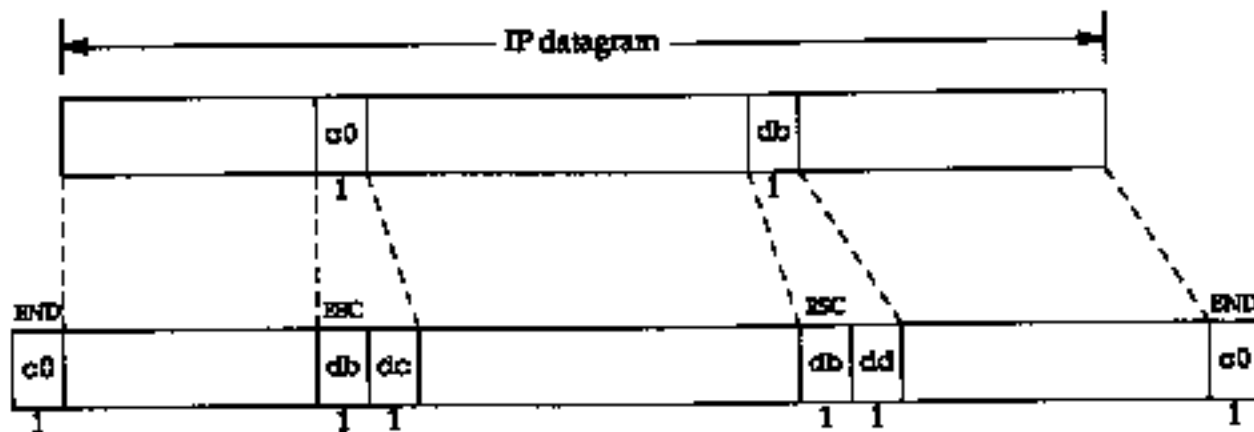 IP datagram
c0 db
1 1
END ESC ESC END
c0 db dc db dd c0
1 1 1 1 1 1